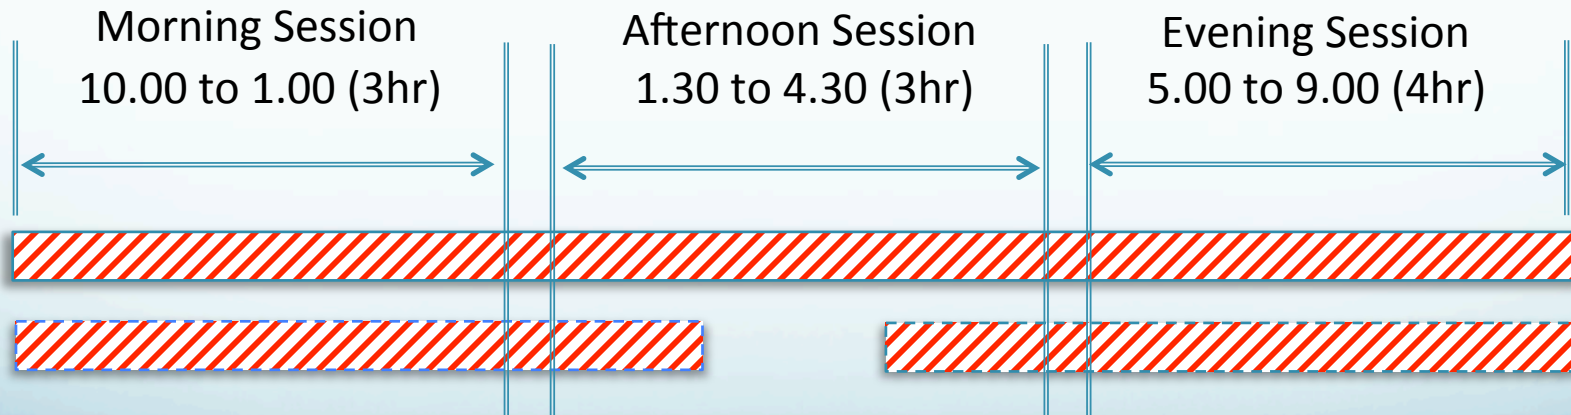 Morning Session
10.00 to 1.00 (3hr)
Afternoon Session
1.30 to 4.30 (3hr)
Evening Session
5.00 to 9.00 (4hr)